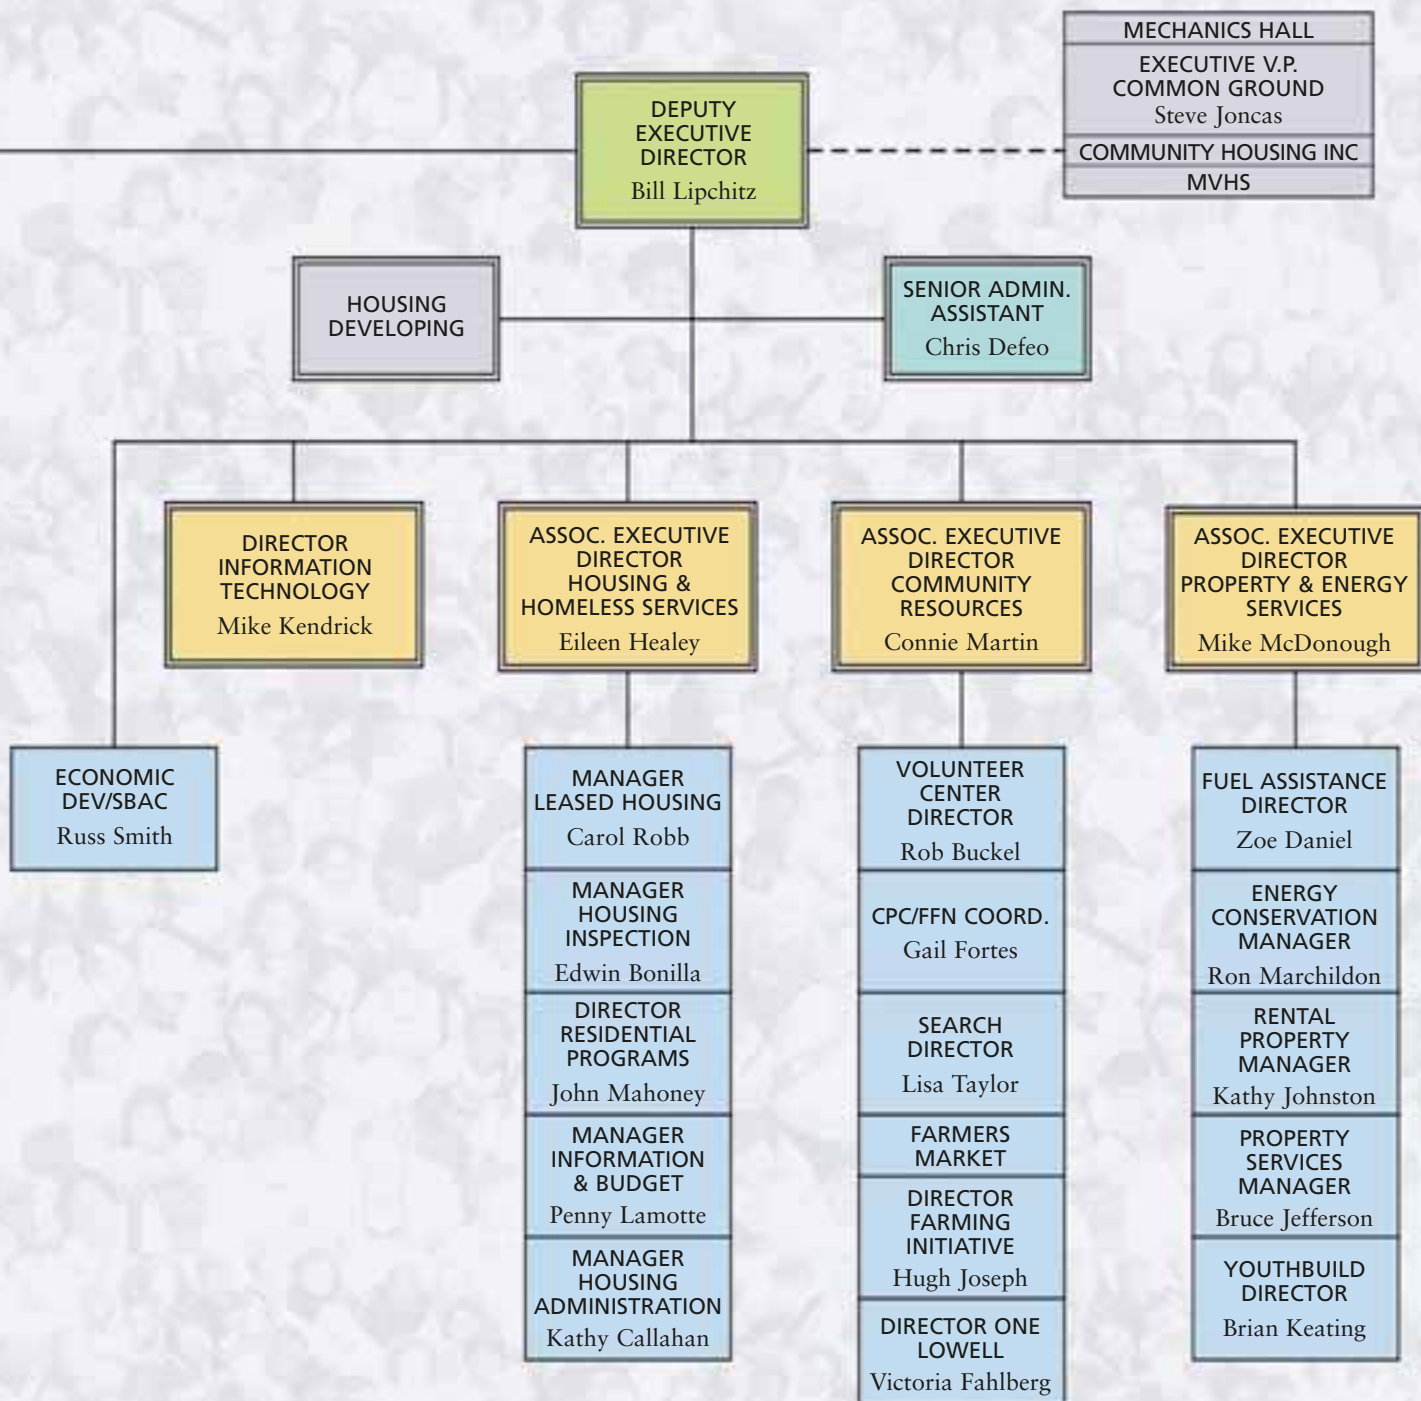 MECHANICS HALL
EXECUTIVE V.P.
COMMON GROUND
Steve Joncas
COMMUNITY HOUSING INC
MVHS
DEPUTY
EXECUTIVE
DIRECTOR
Bill Lipchitz
HOUSING
DEVELOPING
SENIOR ADMIN.
ASSISTANT
Chris Defeo
DIRECTOR
INFORMATION
TECHNOLOGY
Mike Kendrick
ASSOC. EXECUTIVE
DIRECTOR
HOUSING &
HOMELESS SERVICES
Eileen Healey
ASSOC. EXECUTIVE
DIRECTOR
COMMUNITY
RESOURCES
Connie Martin
ASSOC. EXECUTIVE
DIRECTOR
PROPERTY & ENERGY
SERVICES
Mike McDonough
ECONOMIC
DEV/SBAC
Russ Smith
MANAGER
LEASED HOUSING
Carol Robb
MANAGER
HOUSING
INSPECTION
Edwin Bonilla
DIRECTOR
RESIDENTIAL
PROGRAMS
John Mahoney
MANAGER
INFORMATION
& BUDGET
Penny Lamotte
MANAGER
HOUSING
ADMINISTRATION
Kathy Callahan
VOLUNTEER
CENTER
DIRECTOR
Rob Buckel
CPC/FFN COORD.
Gail Fortes
SEARCH
DIRECTOR
Lisa Taylor
FARMERS
MARKET
DIRECTOR
FARMING
INITIATIVE
Hugh Joseph
DIRECTOR ONE
LOWELL
Victoria Fahlberg
FUEL ASSISTANCE
DIRECTOR
Zoe Daniel
ENERGY
CONSERVATION
MANAGER
Ron Marchildon
RENTAL
PROPERTY
MANAGER
Kathy Johnston
PROPERTY
SERVICES
MANAGER
Bruce Jefferson
YOUTHBUILD
DIRECTOR
Brian Keating